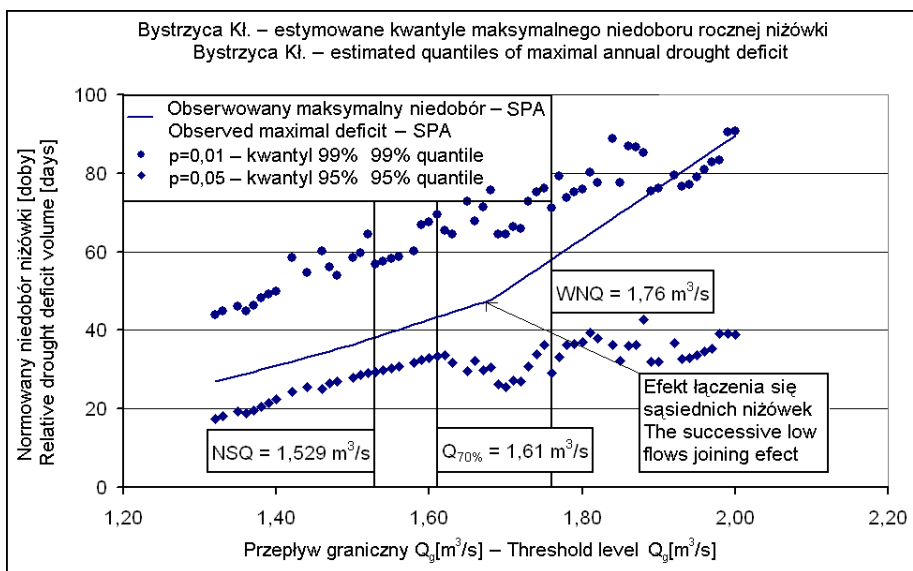 Bystrzyca Kł. – estymowane kwantyle maksymalnego niedoboru rocznej niżówki
Bystrzyca Kł. – estimated quantiles of maximal annual drought deficit
Normowany niedobór niżówki [doby]
Relative drought deficit volume [days]
100
80
60
40
20
0
Obserwowany maksymalny niedobór – SPA
Observed maximal deficit – SPA
p=0,01 – kwantyl 99% 99% quantile
p=0,05 – kwantyl 95% 95% quantile
WNQ = 1,76 m³/s
Efekt łączenia się
sąsiednich niżówek
The successive low
flows joining efect
NSQ = 1,529 m³/s
Q70% = 1,61 m³/s
1,20
1,40
1,60
1,80
2,00
2,20
Przepływ graniczny Qg[m³/s] – Threshold level Qg[m³/s]